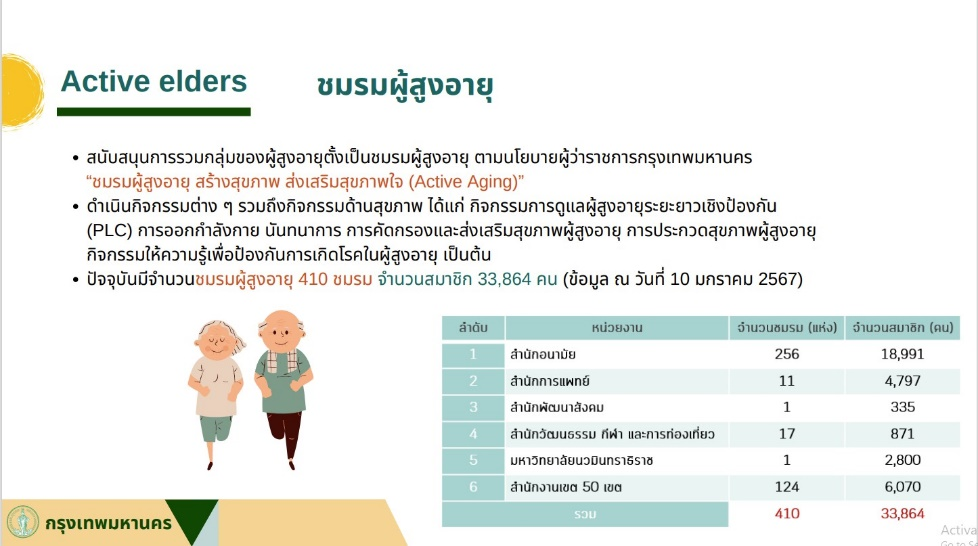 Active elders
ชมรมผู้สูงอายุ
• สนับสนุนการรวมกลุ่มของผู้สูงอายุตั้งเป็นชมรมผู้สูงอายุ ตามนโยบายผู้ว่าราชการกรุงเทพมหานคร
“ชมรมผู้สูงอายุ สร้างสุขภาพ ส่งเสริมสุขภาพใจ (Active Aging)”
• ดำเนินกิจกรรมต่าง ๆ รวมถึงกิจกรรมด้านสุขภาพ ได้แก่ กิจกรรมการดูแลผู้สูงอายุระยะยาวเชิงป้องกัน
(PLC) การออกกำลังกาย นันทนาการ การคัดกรองและส่งเสริมสุขภาพผู้สูงอายุ การประกวดสุขภาพผู้สูงอายุ
กิจกรรมให้ความรู้เพื่อป้องกันการเกิดโรคในผู้สูงอายุ เป็นต้น
• ปัจจุบันมีจำนวนชมรมผู้สูงอายุ 410 ชมรม จำนวนสมาชิก 33,864 คน (ข้อมูล ณ วันที่ 10 มกราคม 2567)
ลำดับ หน่วยงาน จำนวนชมรม (แห่ง) จำนวนสมาชิก (คน)
1 สำนักอนามัย 256 18,991
2 สำนักการแพทย์ 11 4,797
3 สำนักพัฒนาสังคม 1 335
4 สำนักวัฒนธรรม กีฬา และการท่องเที่ยว 17 871
5 มหาวิทยาลัยนวมินทราธิราช 1 2,800
6 สำนักงานเขต 50 เขต 124 6,070
รวม 410 33,864
กรุงเทพมหานคร
Activa